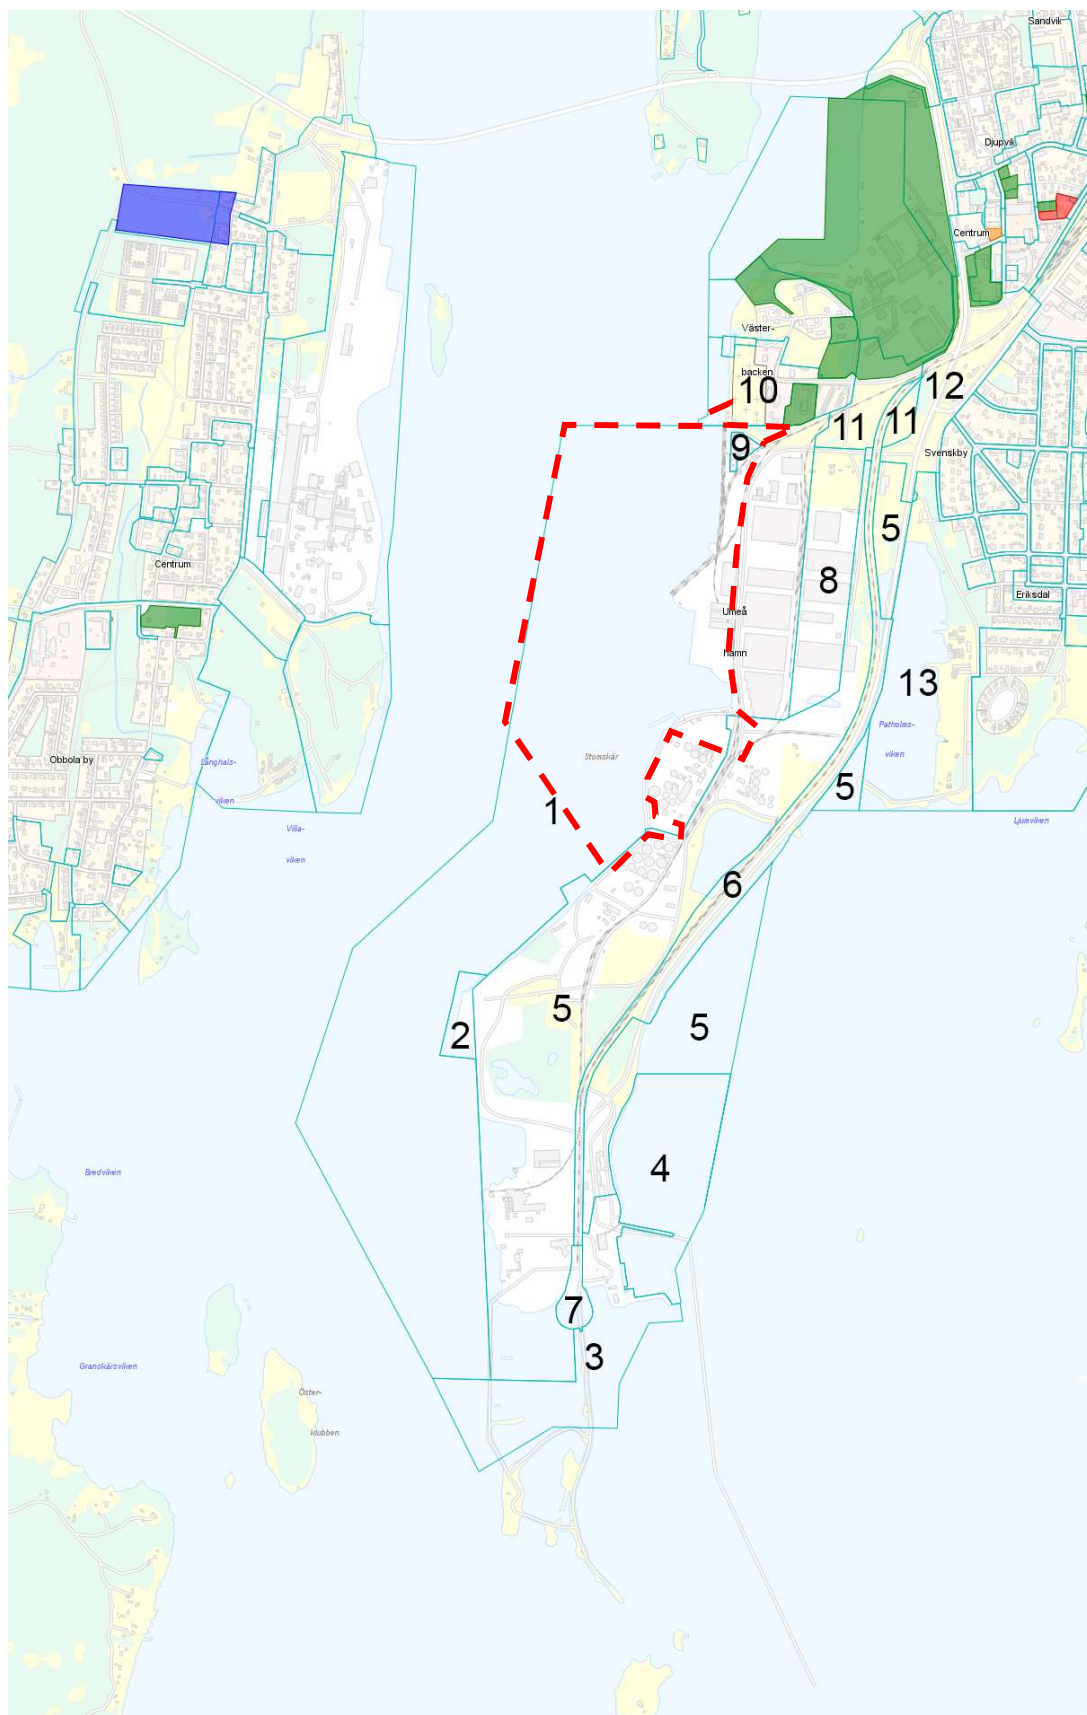 Sandvik
Djupvik
Centrum
Väster-
backen
10
12
11
11
9
Svenskby
5
Centrum
8
Eriksdal
Umeå
hamn
13
Patholms-
viken
Stomskär
Obbola by
Långhals-
viken
5
1
Villa-
viken
Ljumviken
6
5
2
5
4
Bredviken
7
3
Granskärsviken
Öster-
klubben